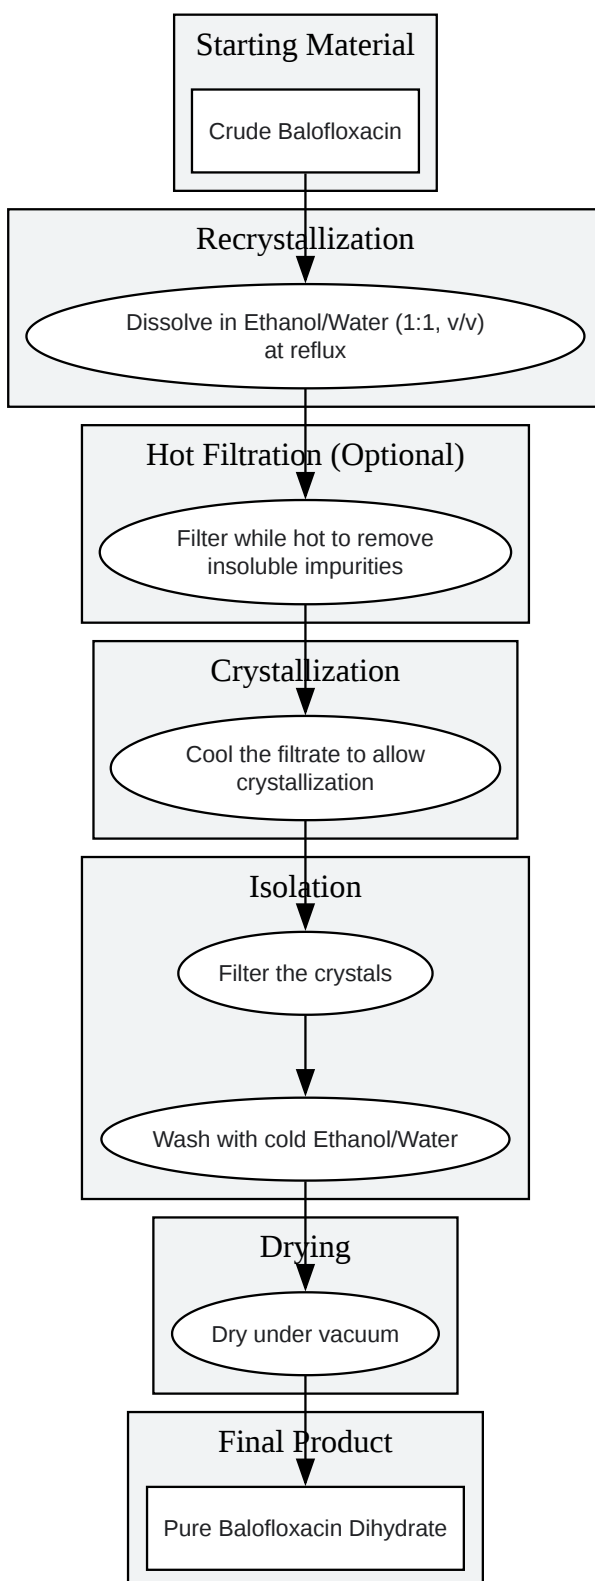 Starting Material
Crude Balofloxacin
Recrystallization
Dissolve in Ethanol/Water (1:1, v/v)
at reflux
Hot Filtration (Optional)
Filter while hot to remove
insoluble impurities
Crystallization
Cool the filtrate to allow
crystallization
Isolation
Filter the crystals
Wash with cold Ethanol/Water
Drying
Dry under vacuum
Final Product
Pure Balofloxacin Dihydrate